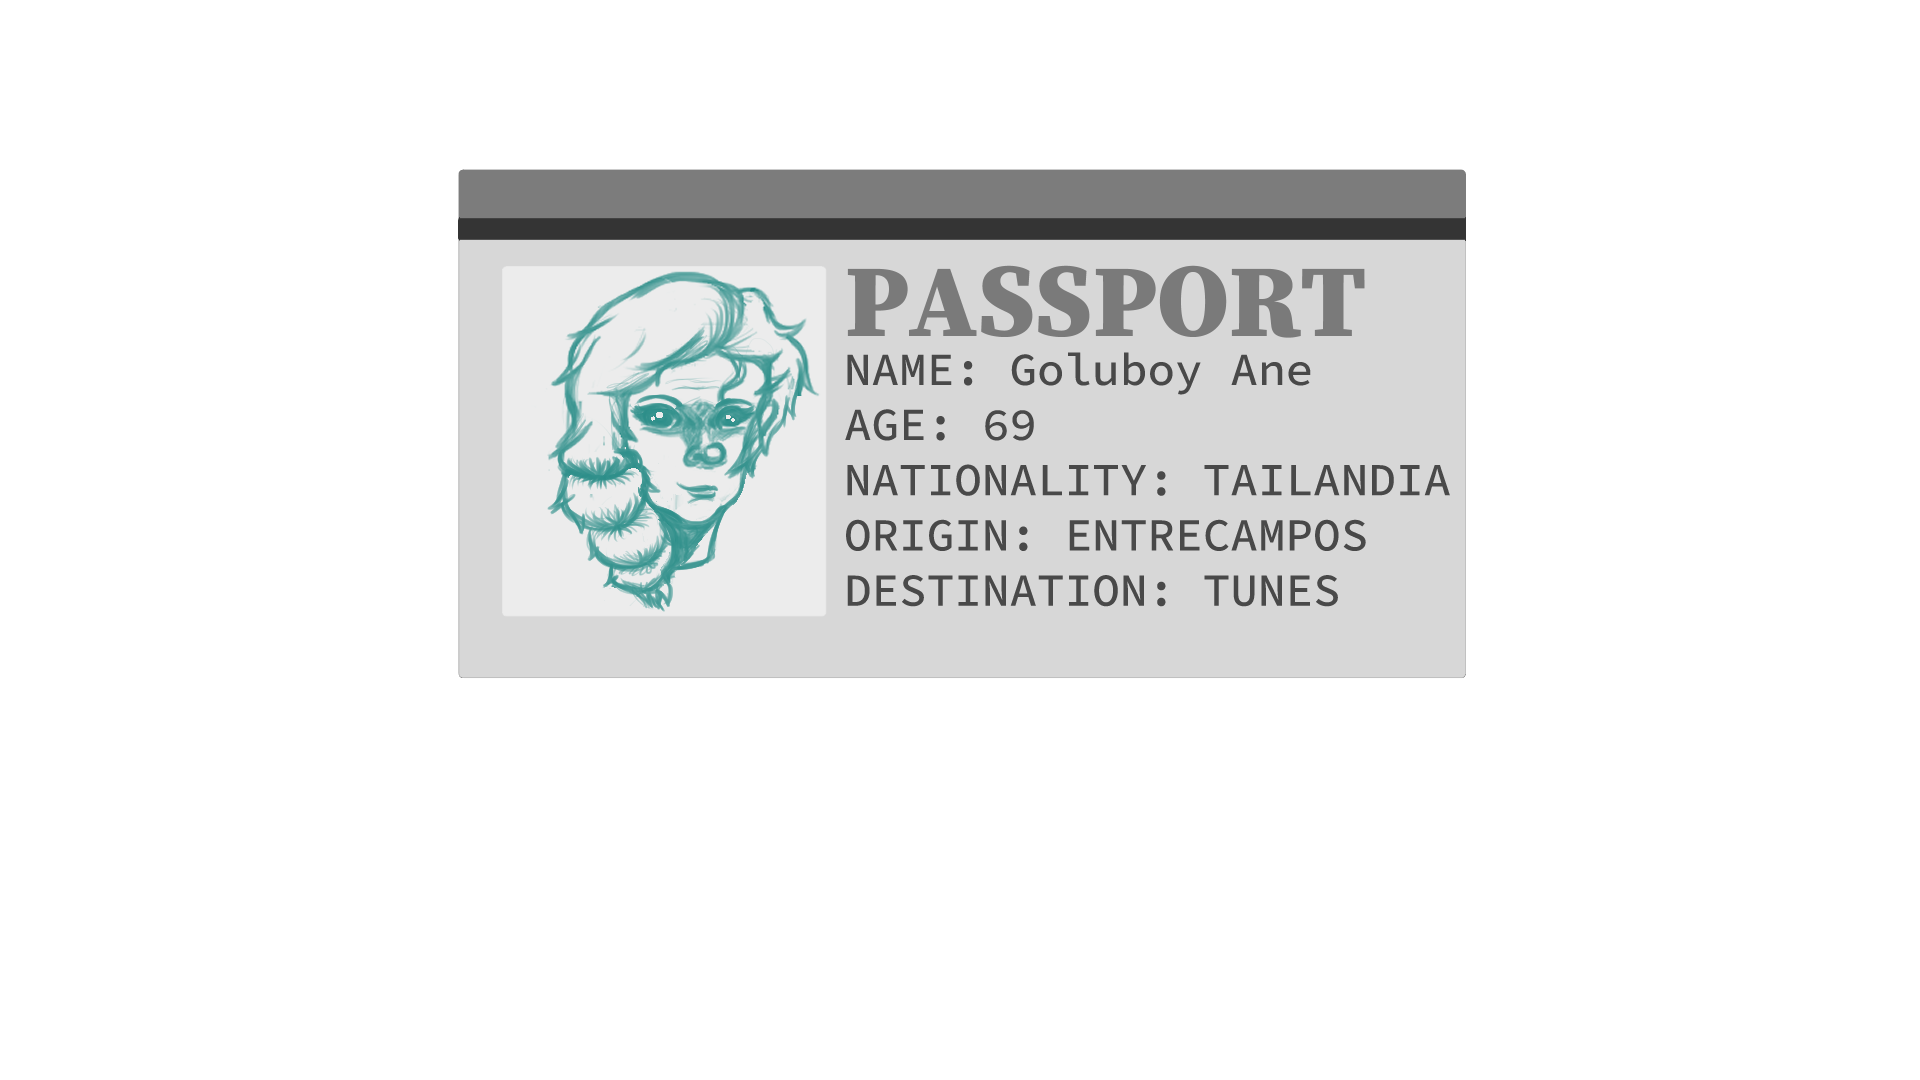 PASSPORT
NAME: Goluboy Ane
AGE: 69
NATIONALITY: TAILANDIA
ORIGIN: ENTRECAMPOS
DESTINATION: TUNES